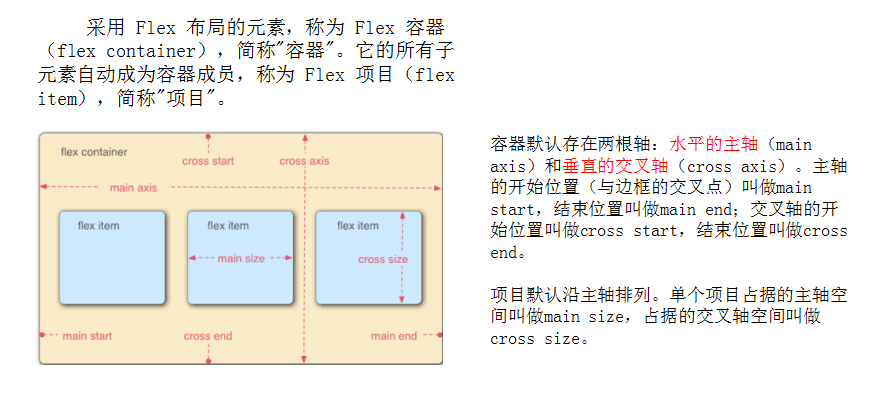 采用 Flex 布局的元素，称为 Flex 容器
（flex container），简称"容器"。它的所有子
元素自动成为容器成员，称为 Flex 项目（flex
item），简称"项目"。
flex container
cross start
cross axis
main axis
flex item
flex item
flex item
main size
cross size
main start
cross end
main end
容器默认存在两根轴：水平的主轴（main
axis）和垂直的交叉轴（cross axis）。主轴
的开始位置（与边框的交叉点）叫做main
start，结束位置叫做main end；交叉轴的开
始位置叫做cross start，结束位置叫做cross
end。
项目默认沿主轴排列。单个项目占据的主轴空
间叫做main size，占据的交叉轴空间叫做
cross size。